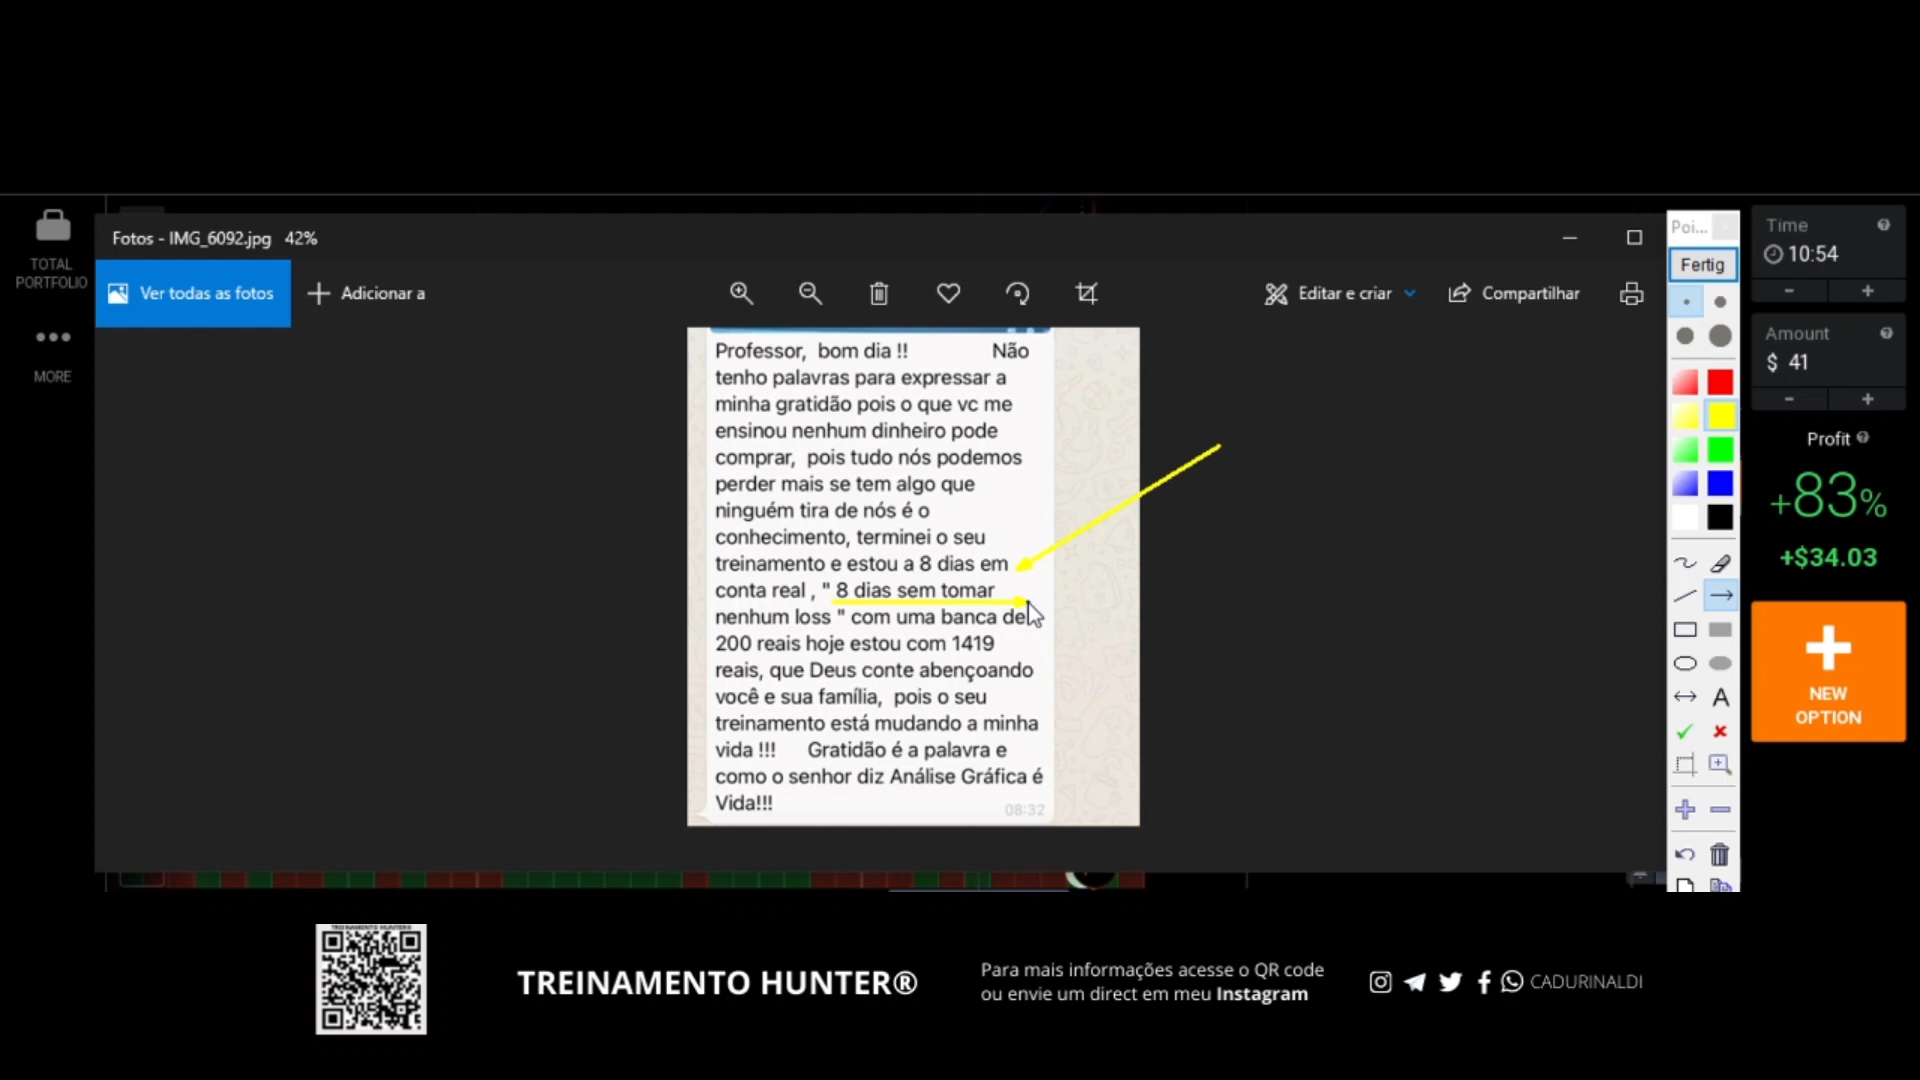 Fotos - IMG_6092.jpg 42%
Poi...
Time
10:54
TOTAL
PORTFOLIO
Fertig
Ver todas as fotos
Adicionar a
Editar e criar
Compartilhar
- +
Amount
$ 41
- +
MORE
Professor, bom dia !! Não
tenho palavras para expressar a
minha gratidão pois o que vc me
ensinou nenhum dinheiro pode
comprar, pois tudo nós podemos
perder mais se tem algo que
ninguém tira de nós é o
conhecimento, terminei o seu
treinamento e estou a 8 dias em
conta real , " 8 dias sem tomar
nenhum loss " com uma banca de
200 reais hoje estou com 1419
reais, que Deus conte abençoando
você e sua família, pois o seu
treinamento está mudando a minha
vida !!! Gratidão é a palavra e
como o senhor diz Análise Gráfica é
Vida!!!
08:32
Profit
+83%
+$34.03
NEW
OPTION
A
TREINAMENTO HUNTER®
TREINAMENTO HUNTER®
Para mais informações acesse o QR code
ou envie um direct em meu Instagram
CADURINALDI